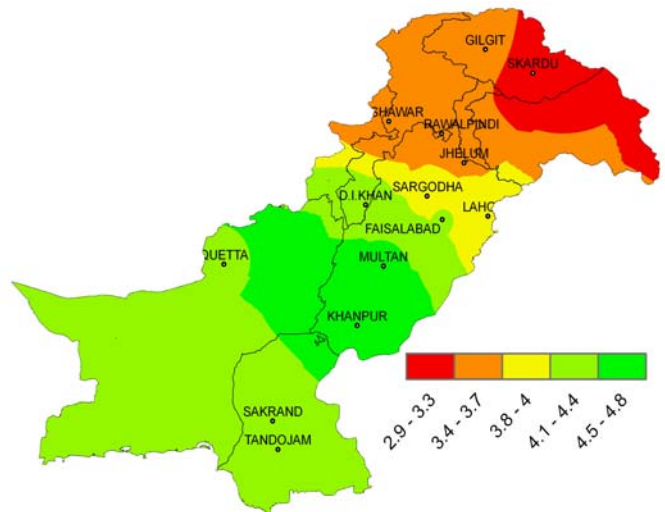 GILGIT
SKARDU
SHAWAR
RAWALPINDI
JHELUM
SARGODHA
D.I.KHAN
LAHO
FAISALABAD
QUETTA
MULTAN
KHANPUR
SAKRAND
TANDOJAM
2.9 - 3.3
3.4 - 3.7
3.8 - 4
4.1 - 4.4
4.5 - 4.8